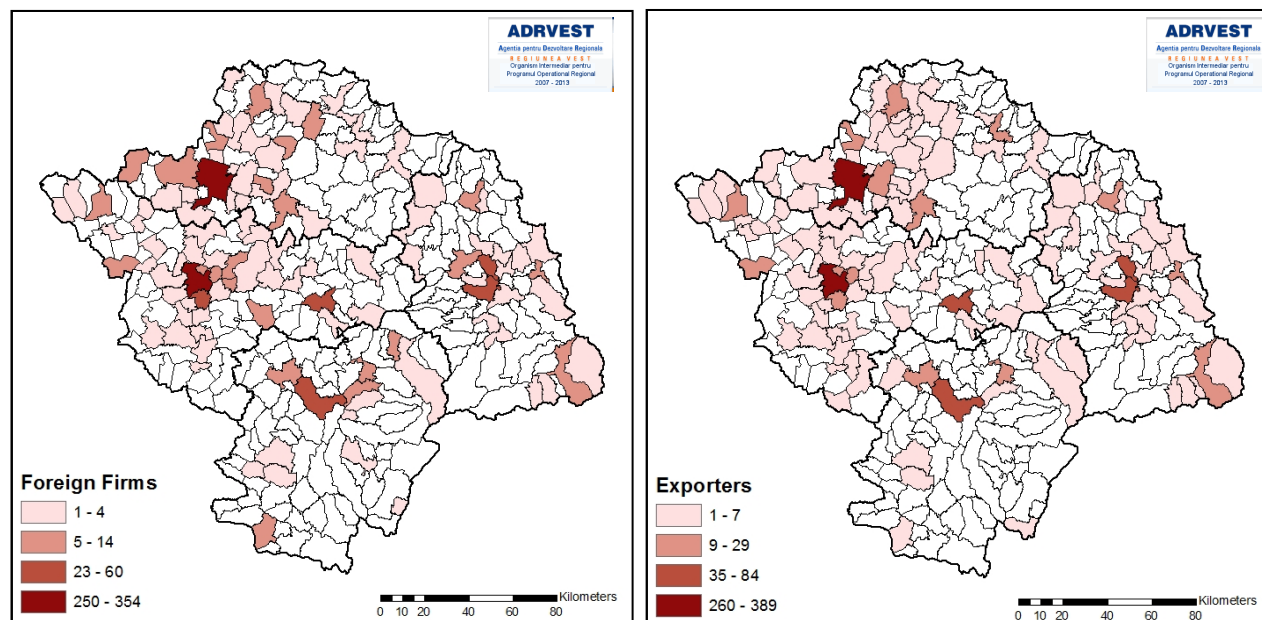 ADRVEST
Agentia pentru Dezvoltare Regionala
REGIUNEA VEST
Organism Intermediar pentru
Programul Operational Regional
2007 - 2013
Foreign Firms
1 - 4
5 - 14
23 - 60
250 - 354
Kilometers
0 10 20 40 60 80
ADRVEST
Agentia pentru Dezvoltare Regionala
REGIUNEA VEST
Organism Intermediar pentru
Programul Operational Regional
2007 - 2013
Exporters
1 - 7
9 - 29
35 - 84
260 - 389
Kilometers
0 10 20 40 60 80